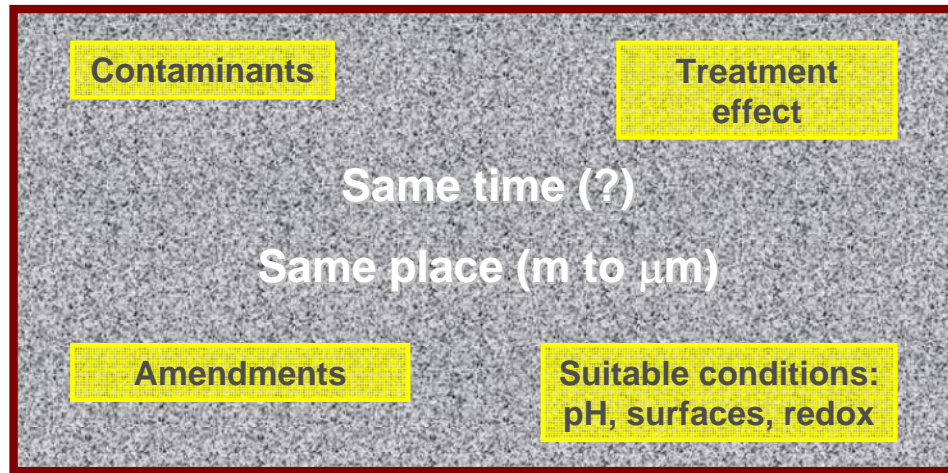 Contaminants
Treatment
effect
Same time (?)
Same place (m to μm)
Amendments
Suitable conditions:
pH, surfaces, redox